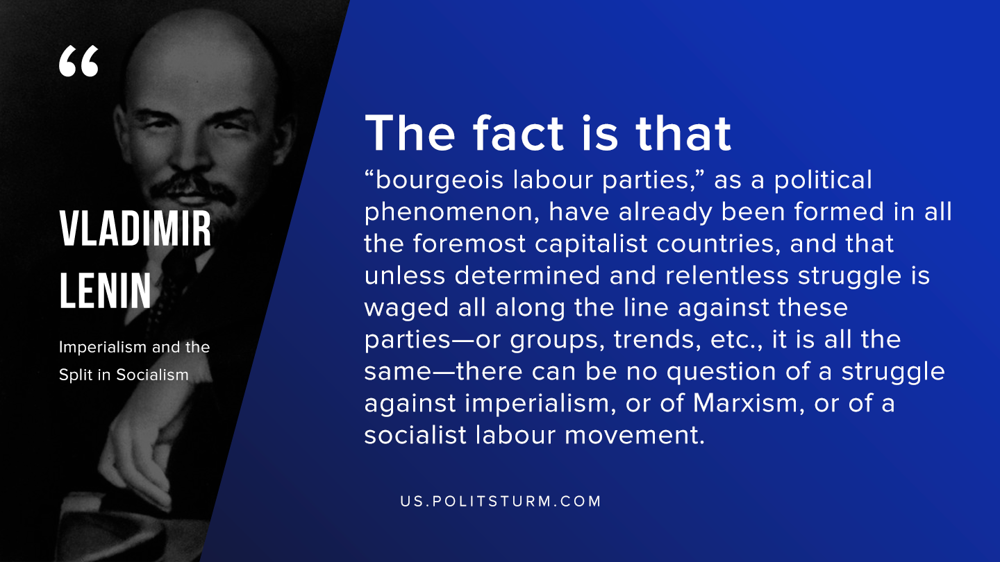 “
VLADIMIR
LENIN
Imperialism and the
Split in Socialism
The fact is that
“bourgeois labour parties,” as a political
phenomenon, have already been formed in all
the foremost capitalist countries, and that
unless determined and relentless struggle is
waged all along the line against these
parties—or groups, trends, etc., it is all the
same—there can be no question of a struggle
against imperialism, or of Marxism, or of a
socialist labour movement.
US.POLITSTURM.COM